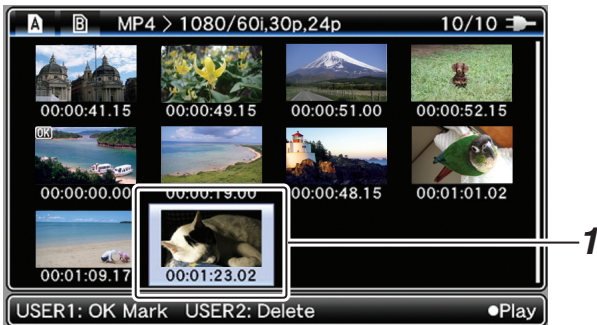 A B MP4 > 1080/60i,30p,24p 10/10
00:00:41.15 00:00:49.15 00:00:51.00 00:00:52.15
OK
00:00:00.00 00:00:19.00 00:00:48.15 00:01:01.02
00:01:09.17 00:01:23.02
1
USER1: OK Mark USER2: Delete ●Play